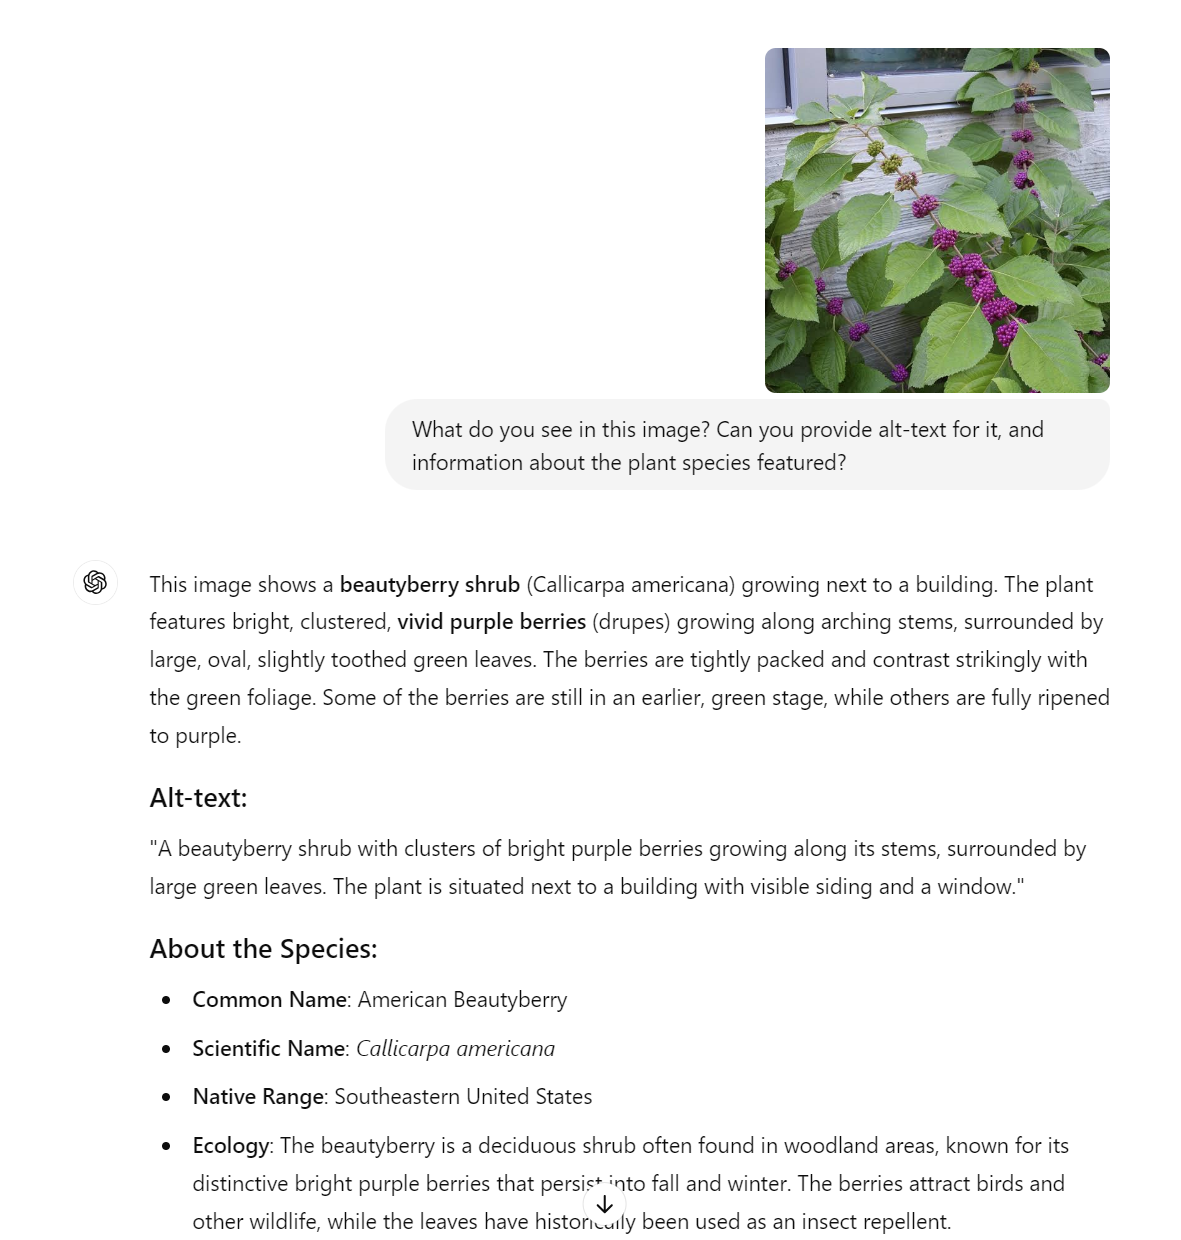 What do you see in this image? Can you provide alt-text for it, and
information about the plant species featured?
This image shows a beautyberry shrub (Callicarpa americana) growing next to a building. The plant
features bright, clustered, vivid purple berries (drupes) growing along arching stems, surrounded by
large, oval, slightly toothed green leaves. The berries are tightly packed and contrast strikingly with
the green foliage. Some of the berries are still in an earlier, green stage, while others are fully ripened
to purple.
Alt-text:
"A beautyberry shrub with clusters of bright purple berries growing along its stems, surrounded by
large green leaves. The plant is situated next to a building with visible siding and a window."
About the Species:
Common Name: American Beautyberry
Scientific Name: Callicarpa americana
Native Range: Southeastern United States
Ecology: The beautyberry is a deciduous shrub often found in woodland areas, known for its
distinctive bright purple berries that persist into fall and winter. The berries attract birds and
other wildlife, while the leaves have historically been used as an insect repellent.